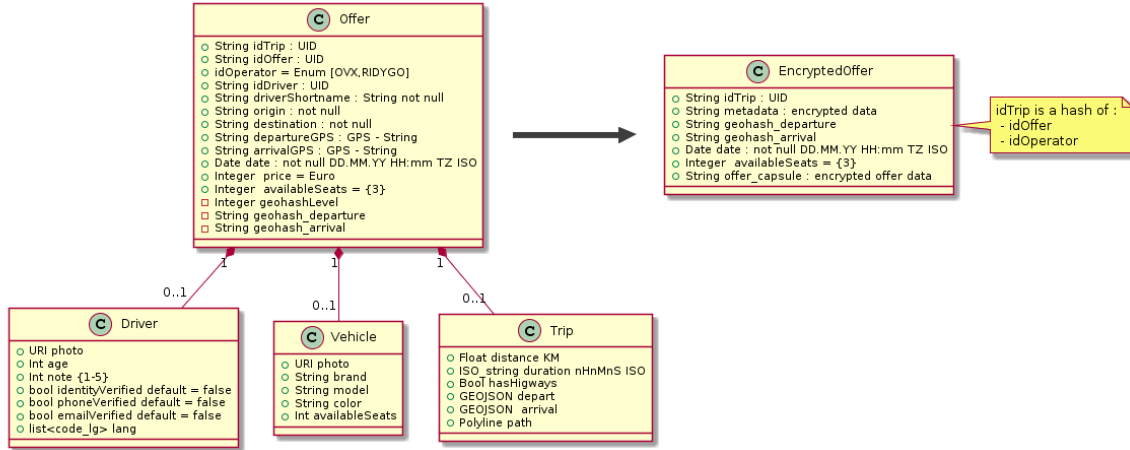 C Offer
String idTrip : UID
String idOffer : UID
idOperator = Enum [OVX,RIDYGO]
String idDriver : UID
String driverShortname : String not null
String origin : not null
String destination : not null
String departureGPS : GPS - String
String arrivalGPS : GPS - String
Date date : not null DD.MM.YY HH:mm TZ ISO
Integer  price = Euro
Integer  availableSeats = {3}
Integer geohashLevel
String geohash_departure
String geohash_arrival
C EncryptedOffer
String idTrip : UID
String metadata : encrypted data
String geohash_departure
String geohash_arrival
Date date : not null DD.MM.YY HH:mm TZ ISO
Integer  availableSeats = {3}
String offer_capsule : encrypted offer data
idTrip is a hash of :
- idOffer
- idOperator
1
1
1
0..1
0..1
0..1
C Driver
URI photo
Int age
Int note {1-5}
bool identityVerified default = false
bool phoneVerified default = false
bool emailVerified default = false
list<code_lg> lang
C Vehicle
URI photo
String brand
String model
String color
Int availableSeats
C Trip
Float distance KM
ISO_string duration nHnMnS ISO
Bool hasHigways
GEOJSON depart
GEOJSON  arrival
Polyline path